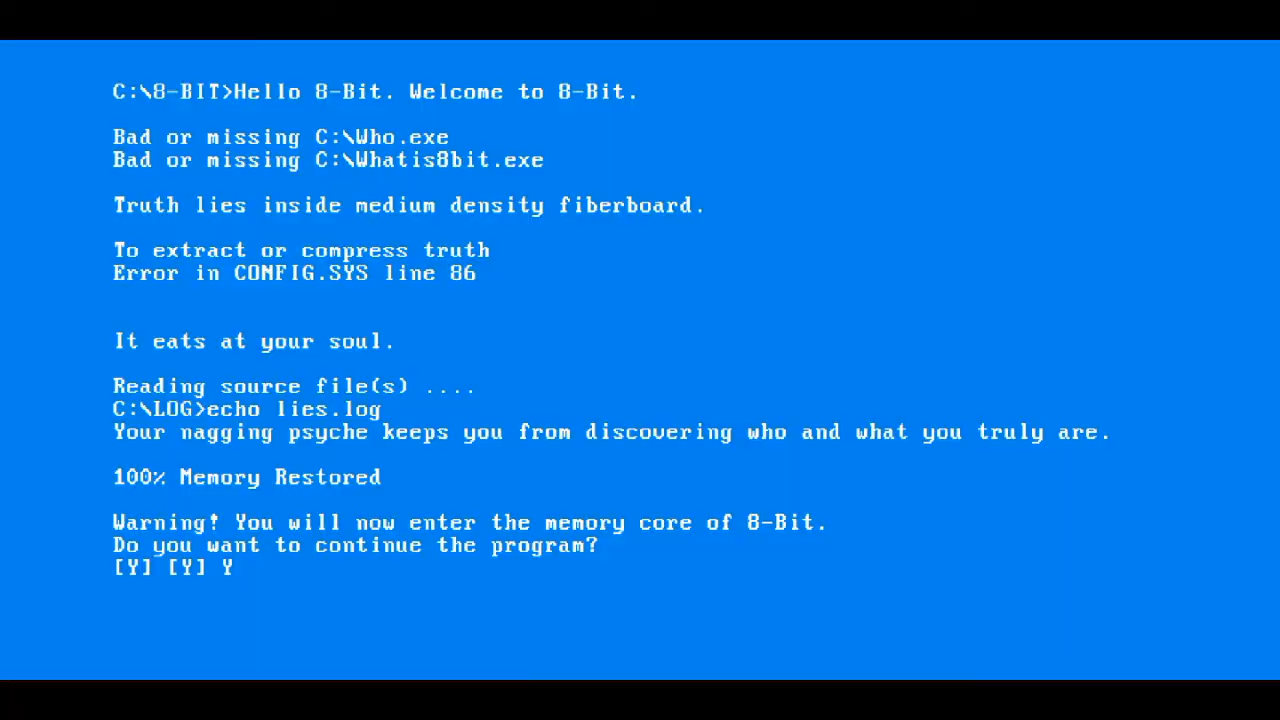 C:\8-BIT>Hello 8-Bit. Welcome to 8-Bit.
Bad or missing C:\Who.exe
Bad or missing C:\Whatis8bit.exe
Truth lies inside medium density fiberboard.
To extract or compress truth
Error in CONFIG.SYS line 86
It eats at your soul.
Reading source file(s) ....
C:\LOG>echo lies.log
Your nagging psyche keeps you from discovering who and what you truly are.
100% Memory Restored
Warning! You will now enter the memory core of 8-Bit.
Do you want to continue the program?
[Y] [Y] Y